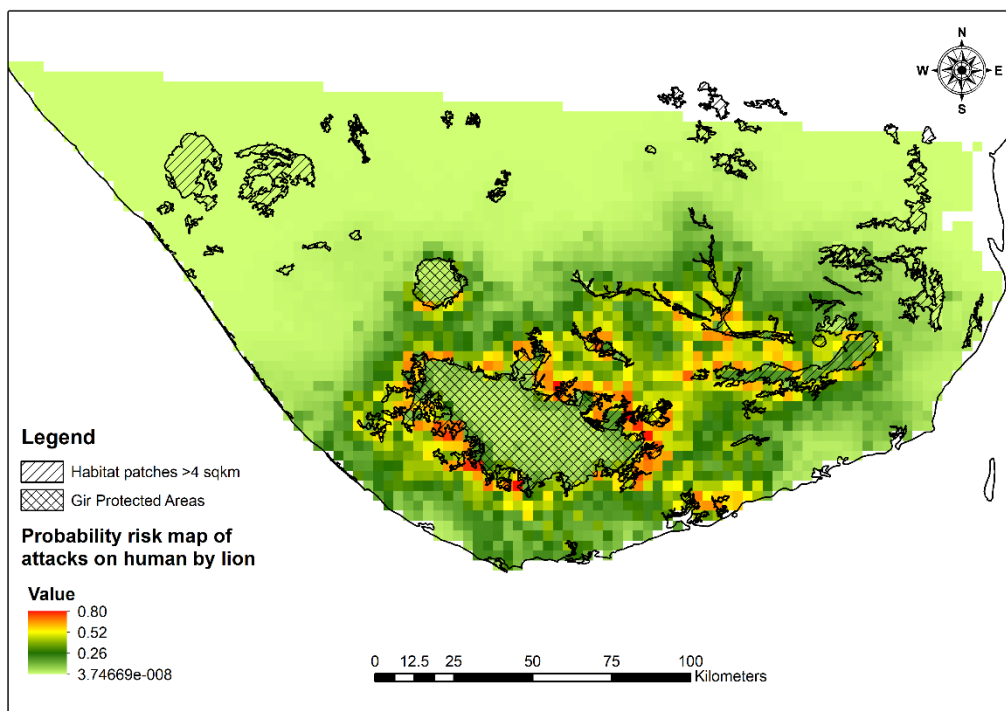 N
W E
S
Legend
Habitat patches >4 sqkm
Gir Protected Areas
Probability risk map of
attacks on human by lion
Value
0.80
0.52
0.26
3.74669e-008
0 12.5 25 50 75 100
Kilometers